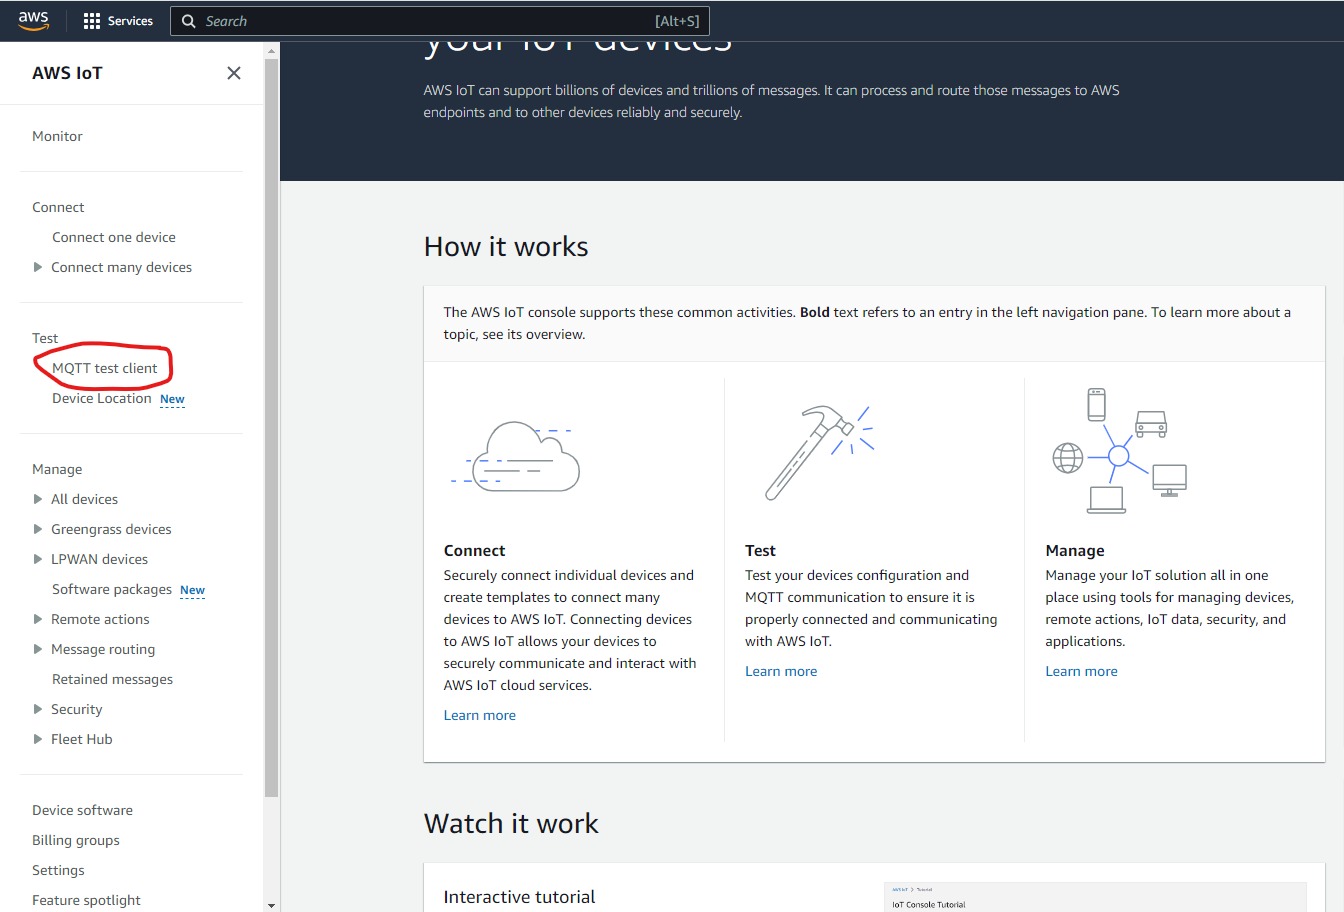 aws
Services
Search
[Alt+S]
AWS IoT
Monitor
Connect
Connect one device
Connect many devices
Test
MQTT test client
Device Location New
Manage
All devices
Greengrass devices
LPWAN devices
Software packages New
Remote actions
Message routing
Retained messages
Security
Fleet Hub
Device software
Billing groups
Settings
Feature spotlight
your IoT devices
AWS IoT can support billions of devices and trillions of messages. It can process and route those messages to AWS
endpoints and to other devices reliably and securely.
How it works
The AWS IoT console supports these common activities. Bold text refers to an entry in the left navigation pane. To learn more about a
topic, see its overview.
Connect
Securely connect individual devices and
create templates to connect many
devices to AWS IoT. Connecting devices
to AWS IoT allows your devices to
securely communicate and interact with
AWS IoT cloud services.
Learn more
Test
Test your devices configuration and
MQTT communication to ensure it is
properly connected and communicating
with AWS IoT.
Learn more
Manage
Manage your IoT solution all in one
place using tools for managing devices,
remote actions, IoT data, security, and
applications.
Learn more
Watch it work
Interactive tutorial
AWS IoT > Tutorial
IoT Console Tutorial